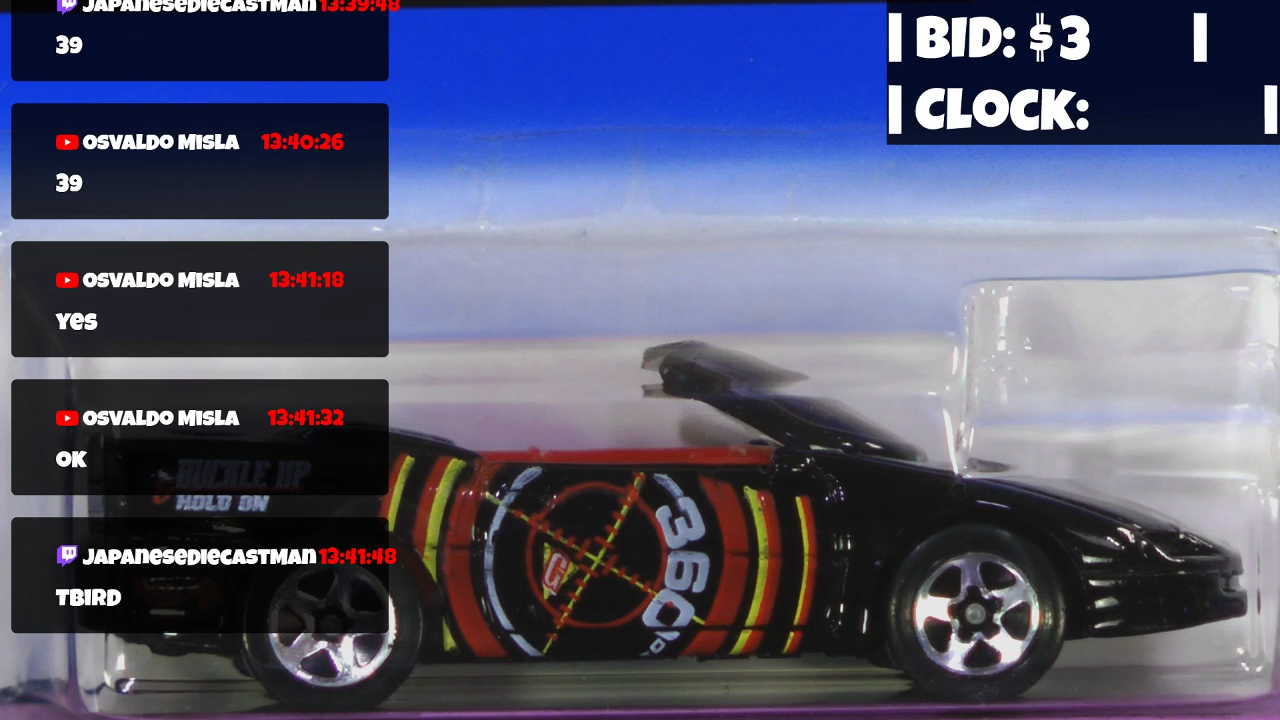 JAPANESEDIECASTMAN 13:39:48
39
OSVALDO MISLA 13:40:26
39
OSVALDO MISLA 13:41:18
YES
OSVALDO MISLA 13:41:32
OK
JAPANESEDIECASTMAN 13:41:48
TBIRD
| BID: $3 |
| CLOCK: |
BUCKLE UP
HOLD ON
360°
5